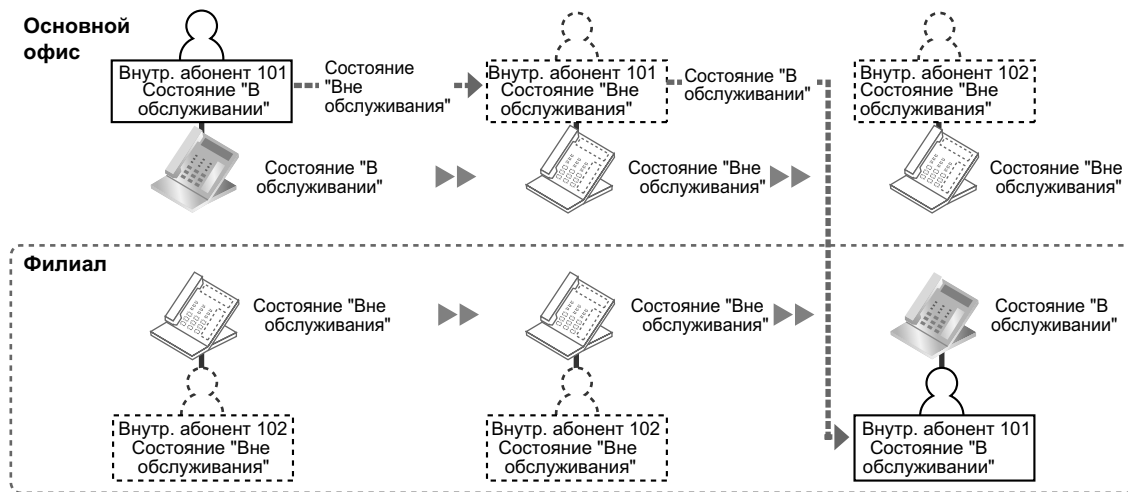 Основной
офис
Внутр. абонент 101
Состояние "В
обслуживании"
Состояние
"Вне
обслуживания"
Внутр. абонент 101
Состояние "Вне
обслуживания"
Состояние "В
обслуживании"
Внутр. абонент 102
Состояние "Вне
обслуживания"
Состояние "В
обслуживании"
Состояние "Вне
обслуживания"
Состояние "Вне
обслуживания"
Филиал
Состояние "Вне
обслуживания"
Состояние "Вне
обслуживания"
Состояние "В
обслуживании"
Внутр. абонент 102
Состояние "Вне
обслуживания"
Внутр. абонент 102
Состояние "Вне
обслуживания"
Внутр. абонент 101
Состояние "В
обслуживании"